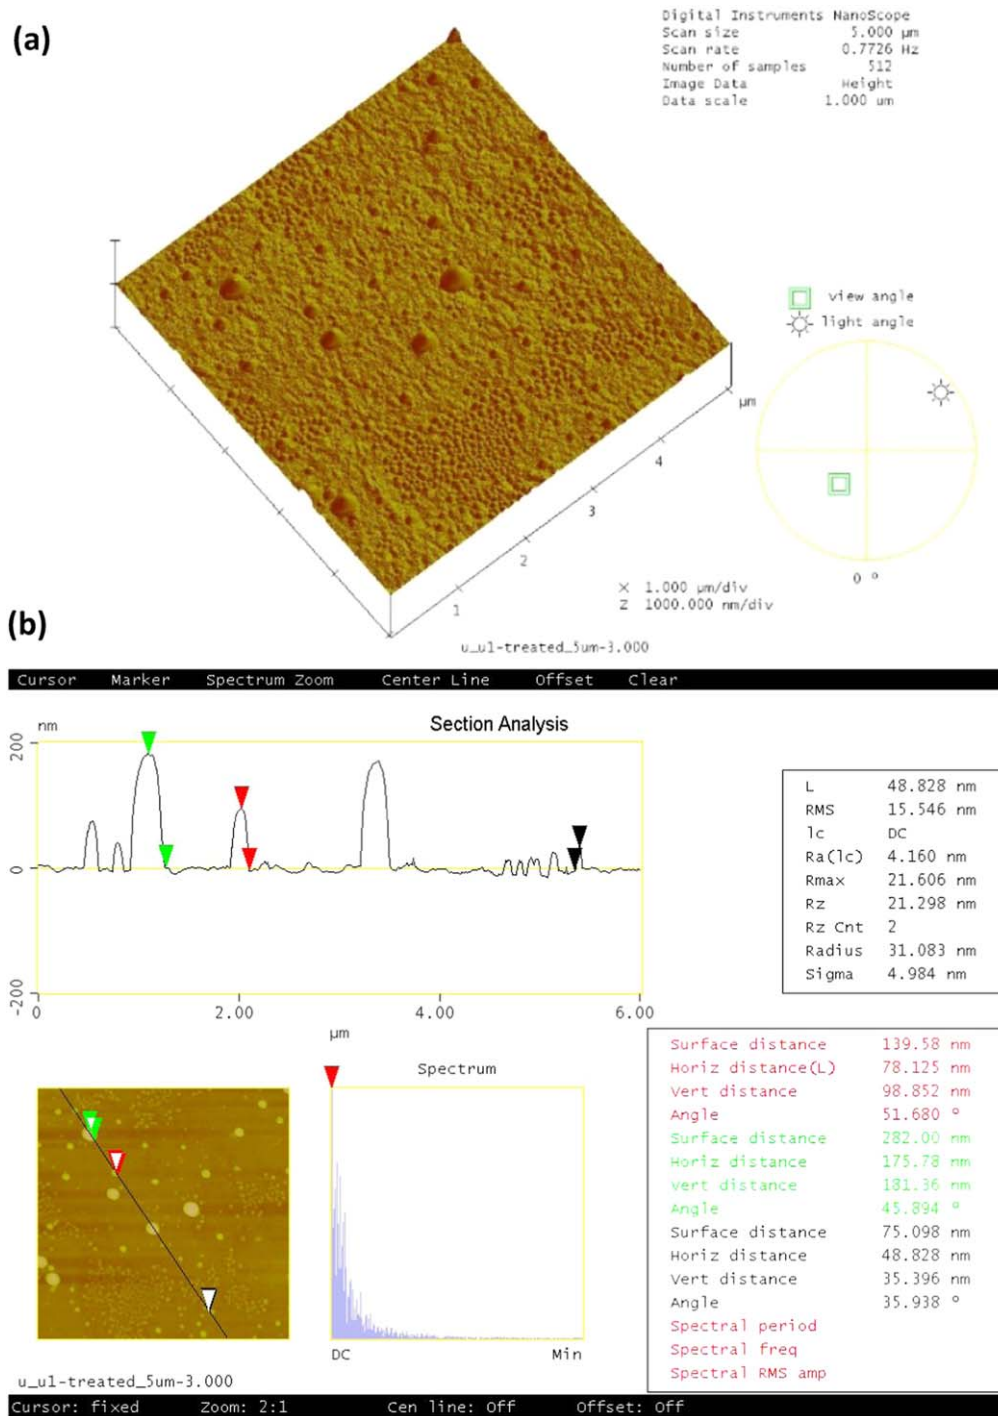 (a)
Digital Instruments NanoScope
Scan size 5.000 µm
Scan rate 0.7726 Hz
Number of samples 512
Image Data Height
Data scale 1.000 um
view angle
light angle
µm
4
3
2
1
0 º
X 1.000 µm/div
Z 1000.000 nm/div
u_u1-treated_5um-3.000
(b)
Cursor Marker Spectrum Zoom Center Line Offset Clear
nm
Section Analysis
200
0
-200
0 2.00 4.00 6.00
µm
L 48.828 nm
RMS 15.546 nm
lc DC
Ra(lc) 4.160 nm
Rmax 21.606 nm
Rz 21.298 nm
Rz Cnt 2
Radius 31.083 nm
Sigma 4.984 nm
Surface distance 139.58 nm
Horiz distance(L) 78.125 nm
Vert distance 98.852 nm
Angle 51.680 º
Surface distance 282.00 nm
Horiz distance 175.78 nm
Vert distance 181.36 nm
Angle 45.894 º
Surface distance 75.098 nm
Horiz distance 48.828 nm
Vert distance 35.396 nm
Angle 35.938 º
Spectral period
Spectral freq
Spectral RMS amp
Spectrum
DC Min
u_u1-treated_5um-3.000
Cursor: fixed Zoom: 2:1 Cen line: Off Offset: Off